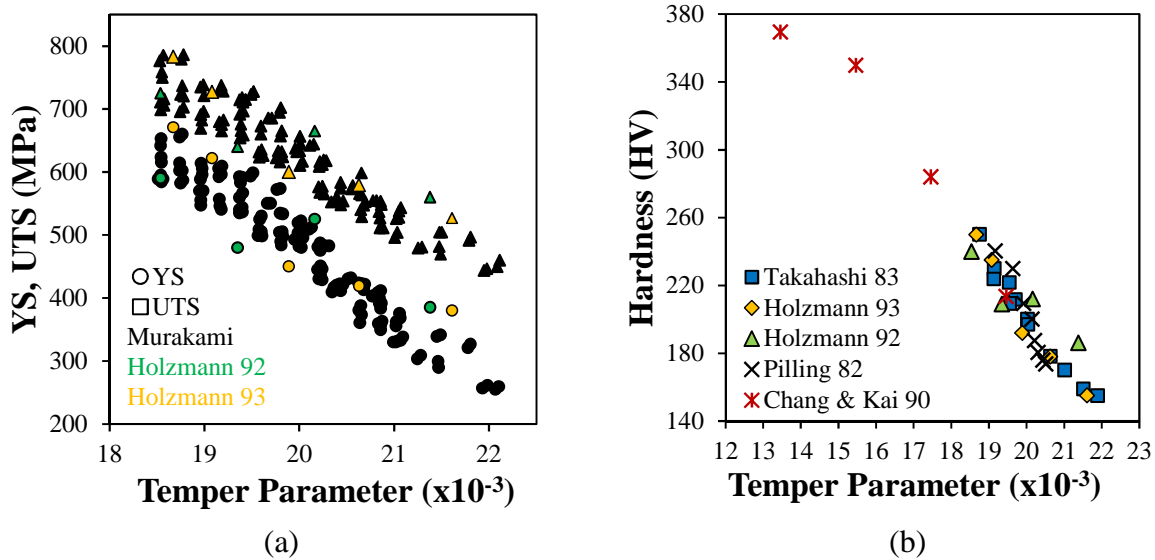 YS, UTS (MPa)
800
700
600
500
400
300
200
YS
UTS
Murakami
Holzmann 92
Holzmann 93
18 19 20 21 22
Temper Parameter (x10-3)
(a)
Hardness (HV)
380
340
300
260
220
180
140
Takahashi 83
Holzmann 93
Holzmann 92
Pilling 82
Chang & Kai 90
12 13 14 15 16 17 18 19 20 21 22 23
Temper Parameter (x10-3)
(b)